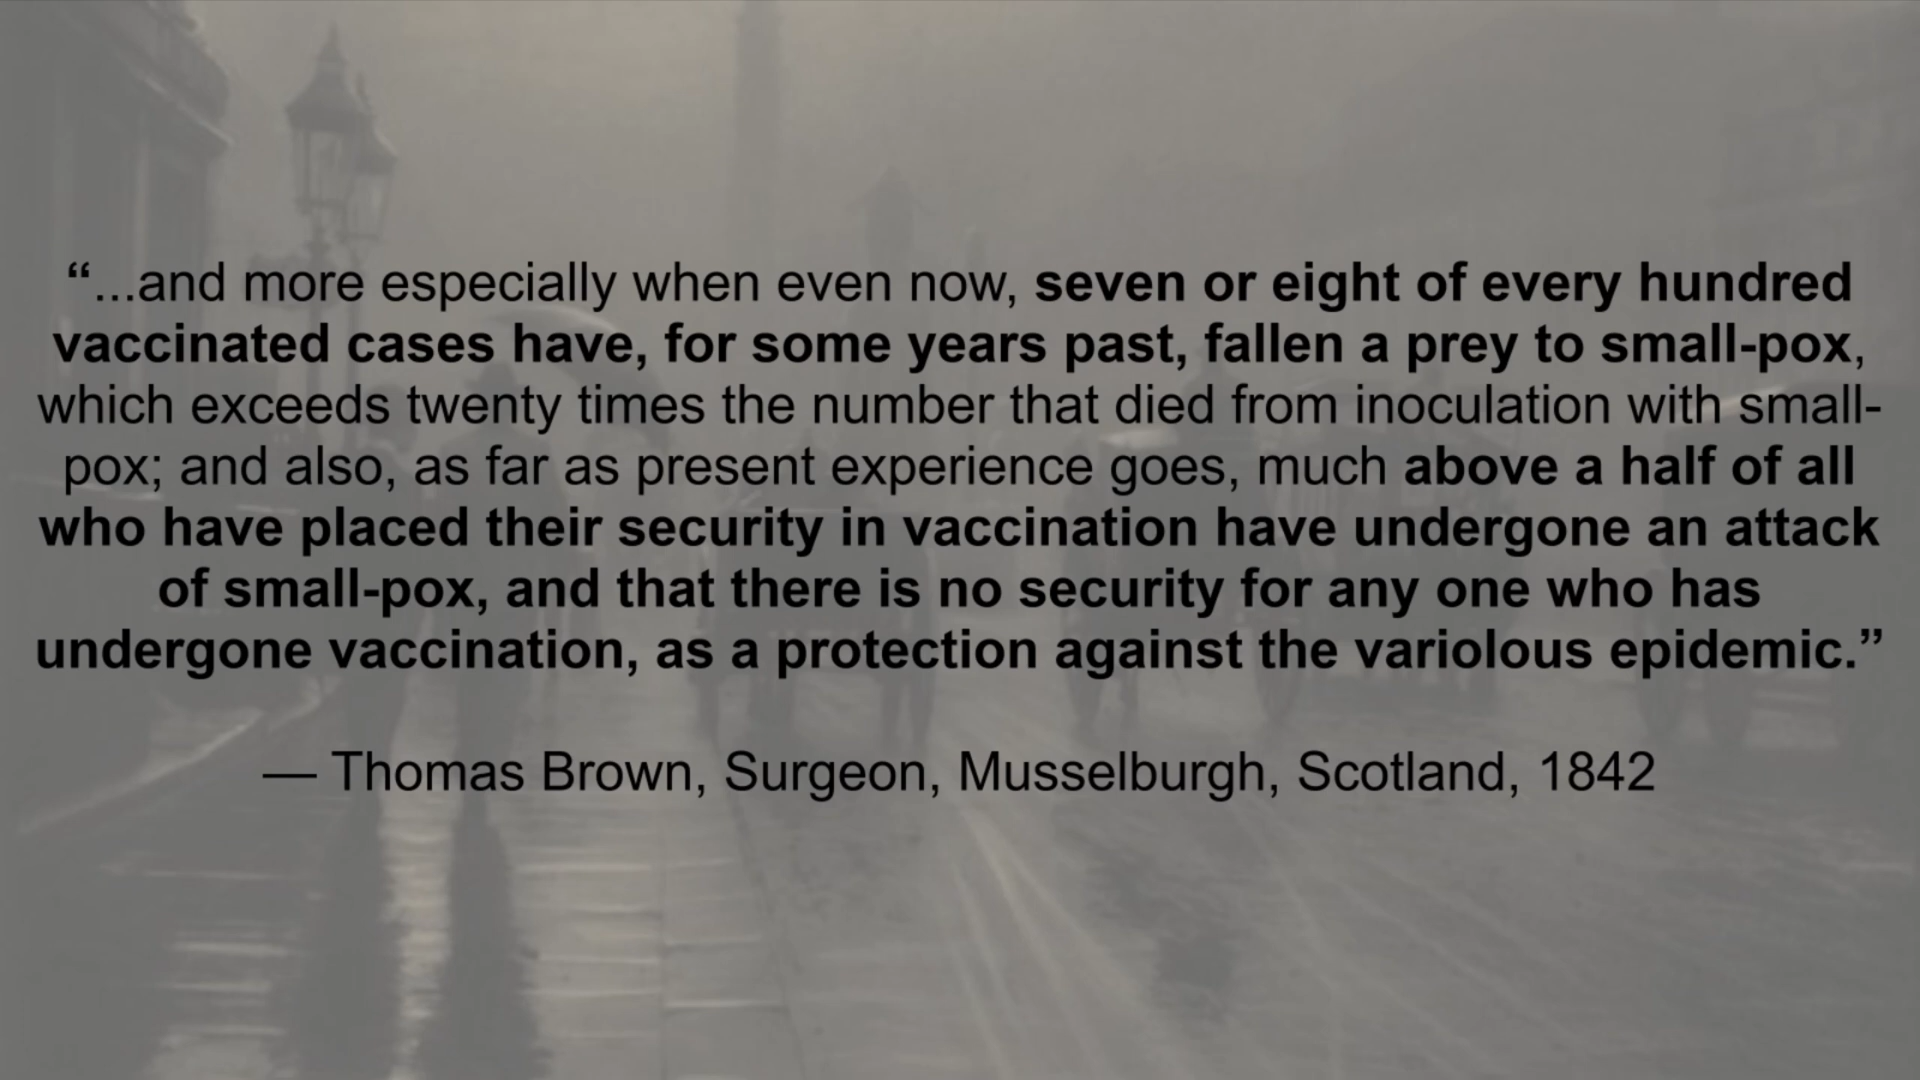 “...and more especially when even now, seven or eight of every hundred
vaccinated cases have, for some years past, fallen a prey to small-pox,
which exceeds twenty times the number that died from inoculation with small-
pox; and also, as far as present experience goes, much above a half of all
who have placed their security in vaccination have undergone an attack
of small-pox, and that there is no security for any one who has
undergone vaccination, as a protection against the variolous epidemic.”
— Thomas Brown, Surgeon, Musselburgh, Scotland, 1842